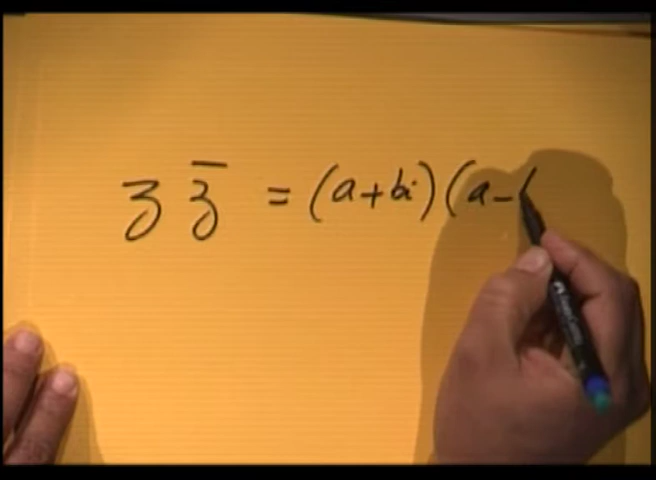 z z̅ = (a+bi)(a-